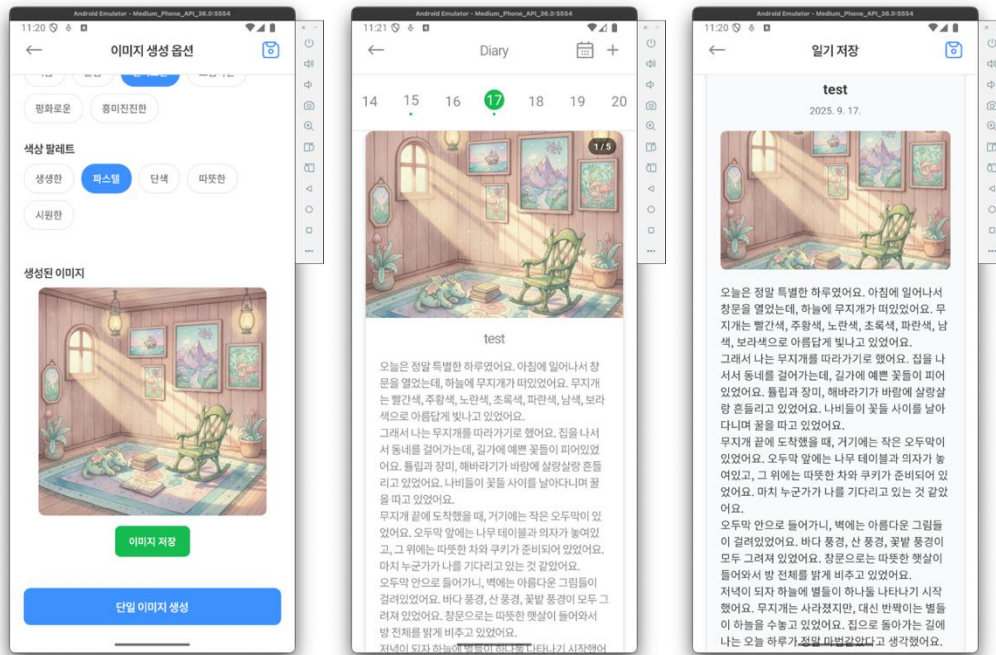 Android Emulator - Medium_Phone_API_36.0:5554
11:20
이미지 생성 옵션
평화로운
흥미진진한
색상 팔레트
생생한
파스텔
단색
따뜻한
시원한
생성된 이미지
이미지 저장
단일 이미지 생성
Android Emulator - Medium_Phone_API_36.0:5554
11:21
Diary
14 15 16 17 18 19 20
1/5
test
오늘은 정말 특별한 하루였어요. 아침에 일어나서 창
문을 열었는데, 하늘에 무지개가 떠있었어요. 무지개
는 빨간색, 주황색, 노란색, 초록색, 파란색, 남색, 보라
색으로 아름답게 빛나고 있었어요.
그래서 나는 무지개를 따라가기로 했어요. 집을 나서
서 동네를 걸어가는데, 길가에 예쁜 꽃들이 피어있었
어요. 튤립과 장미, 해바라기가 바람에 살랑살랑 흔들
리고 있었어요. 나비들이 꽃들 사이를 날아다니며 꿀
을 따고 있었어요.
무지개 끝에 도착했을 때, 거기에는 작은 오두막이 있
었어요. 오두막 앞에는 나무 테이블과 의자가 놓여있
고, 그 위에는 따뜻한 차와 쿠키가 준비되어 있었어요.
마치 누군가가 나를 기다리고 있는 것 같았어요.
오두막 안으로 들어가니, 벽에는 아름다운 그림들이
걸려있었어요. 바다 풍경, 산 풍경, 꽃밭 풍경이 모두 그
려져 있었어요. 창문으로는 따뜻한 햇살이 들어와서
방 전체를 밝게 비추고 있었어요.
저녁이 되자 하늘에 별들이 하나둘 나타나기 시작했어
Android Emulator - Medium_Phone_API_36.0:5554
11:20
일기 저장
test
2025. 9. 17.
오늘은 정말 특별한 하루였어요. 아침에 일어나서
창문을 열었는데, 하늘에 무지개가 떠있었어요. 무
지개는 빨간색, 주황색, 노란색, 초록색, 파란색, 남
색, 보라색으로 아름답게 빛나고 있었어요.
그래서 나는 무지개를 따라가기로 했어요. 집을 나
서서 동네를 걸어가는데, 길가에 예쁜 꽃들이 피어
있었어요. 튤립과 장미, 해바라기가 바람에 살랑살
랑 흔들리고 있었어요. 나비들이 꽃들 사이를 날아
다니며 꿀을 따고 있었어요.
무지개 끝에 도착했을 때, 거기에는 작은 오두막이
있었어요. 오두막 앞에는 나무 테이블과 의자가 놓
여있고, 그 위에는 따뜻한 차와 쿠키가 준비되어 있
었어요. 마치 누군가가 나를 기다리고 있는 것 같았
어요.
오두막 안으로 들어가니, 벽에는 아름다운 그림들
이 걸려있었어요. 바다 풍경, 산 풍경, 꽃밭 풍경이
모두 그려져 있었어요. 창문으로는 따뜻한 햇살이
들어와서 방 전체를 밝게 비추고 있었어요.
저녁이 되자 하늘에 별들이 하나둘 나타나기 시작
했어요. 무지개는 사라졌지만, 대신 반짝이는 별들
이 하늘을 수놓고 있었어요. 집으로 돌아가는 길에
나는 오늘 하루가 정말 마법같았다고 생각했어요.